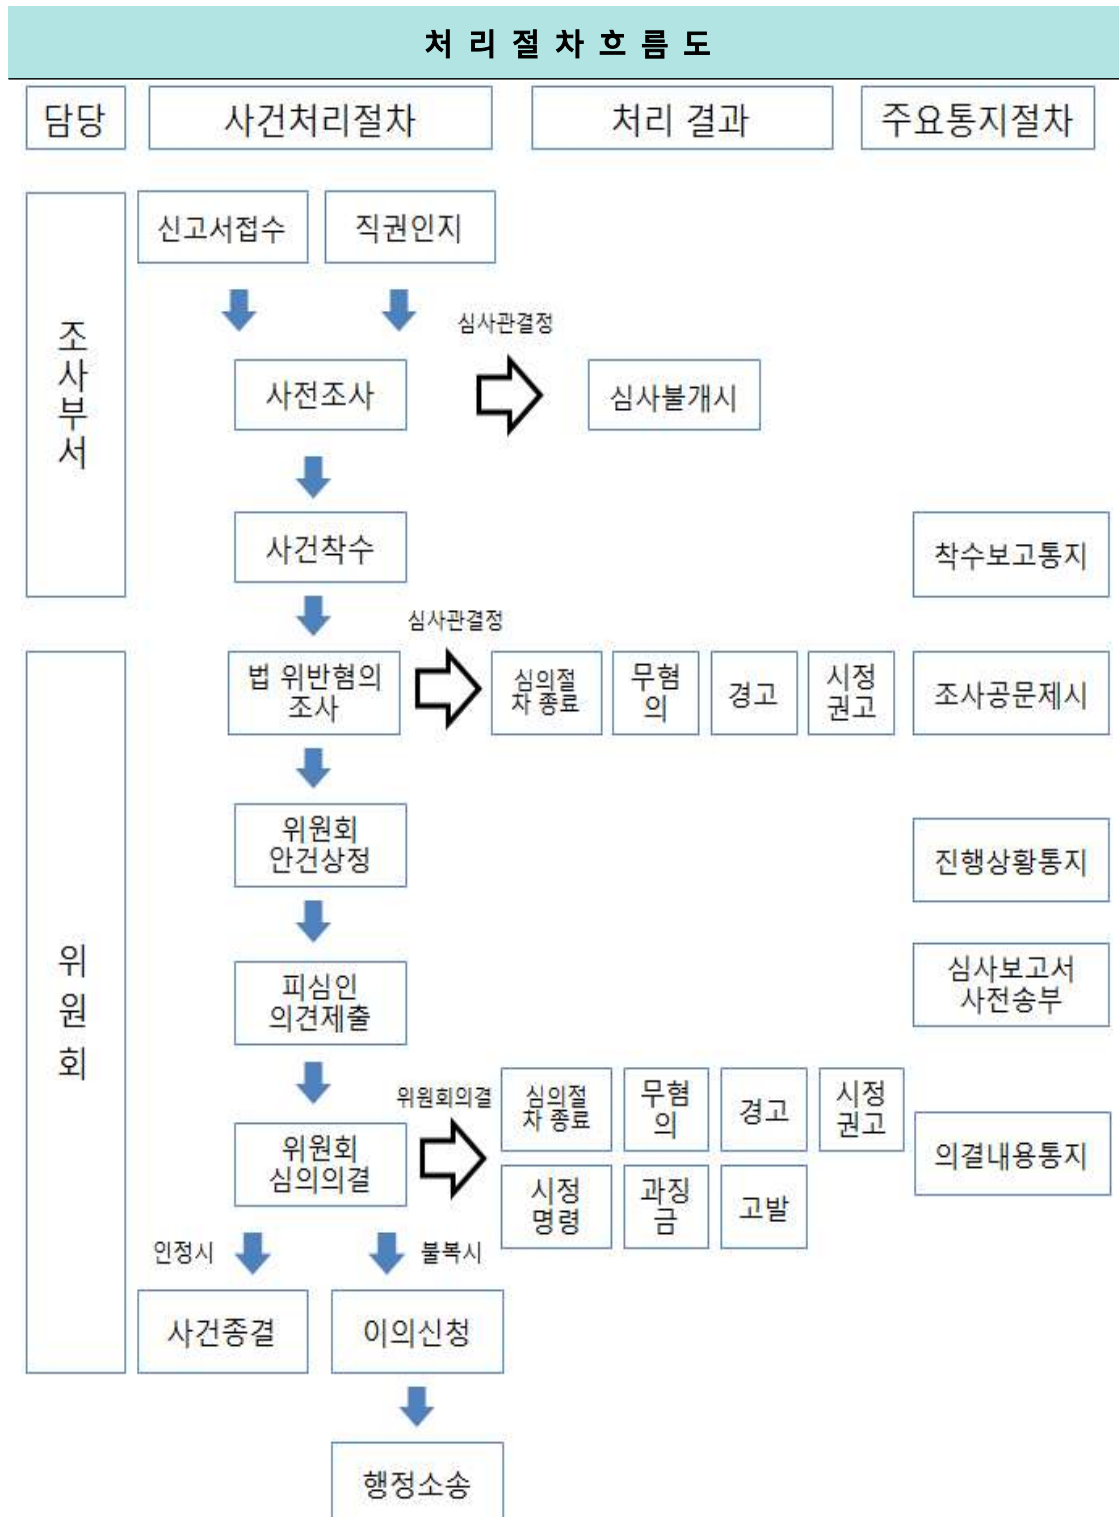 처 리 절 차 흐 름 도
담당
사건처리절차
처리 결과
주요통지절차
조
사
부
서
신고서접수
직권인지
심사관결정
사전조사
심사불개시
사건착수
착수보고통지
심사관결정
위
원
회
법 위반혐의
조사
심의절
차 종료
무혐
의
경고
시정
권고
조사공문제시
위원회
안건상정
진행상황통지
피심인
의견제출
심사보고서
사전송부
위원회의결
위원회
심의의결
심의절
차 종료
무혐
의
경고
시정
권고
시정
명령
과징
금
고발
의결내용통지
인정시
불복시
사건종결
이의신청
행정소송